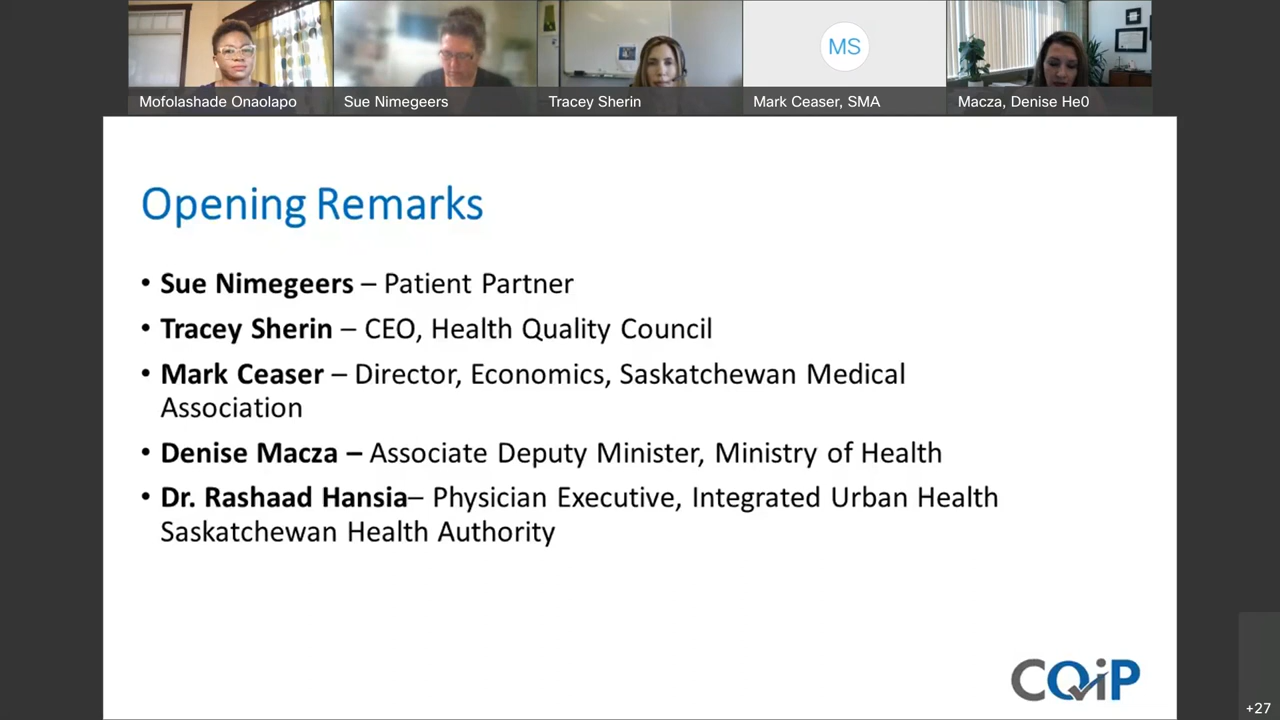 MS
Mofolashade Onaolapo
Sue Nimegeers
Tracey Sherin
Mark Ceaser, SMA
Macza, Denise He0
Opening Remarks
• Sue Nimegeers – Patient Partner
• Tracey Sherin – CEO, Health Quality Council
• Mark Ceaser – Director, Economics, Saskatchewan Medical
Association
• Denise Macza – Associate Deputy Minister, Ministry of Health
• Dr. Rashaad Hansia– Physician Executive, Integrated Urban Health
Saskatchewan Health Authority
CQiP
+27